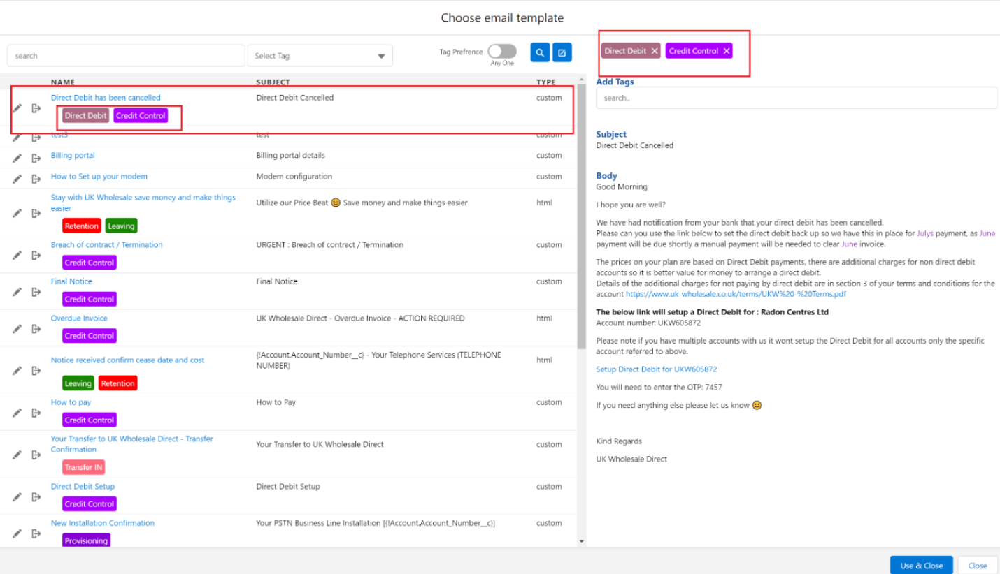 Choose email template
search
Select Tag
Tag Prefrence
Any One
NAME SUBJECT TYPE
Direct Debit has been cancelled Direct Debit Cancelled custom
Direct Debit Credit Control
test3 test custom
Billing portal Billing portal details custom
How to Set up your modem Modem configuration custom
Stay with UK Wholesale save money and make things
easier
Utilize our Price Beat 😊 Save money and make things easier html
Retention Leaving
Breach of contract / Termination URGENT : Breach of contract / Termination custom
Credit Control
Final Notice Final Notice custom
Credit Control
Overdue Invoice UK Wholesale Direct - Overdue Invoice - ACTION REQUIRED html
Credit Control
Notice received confirm cease date and cost
{!Account.Account_Number__c} - Your Telephone Services (TELEPHONE
NUMBER)
html
Leaving Retention
How to pay How to Pay custom
Credit Control
Your Transfer to UK Wholesale Direct - Transfer
Confirmation
Your Transfer to UK Wholesale Direct custom
Transfer IN
Direct Debit Setup Direct Debit Setup custom
Credit Control
New Installation Confirmation Your PSTN Business Line Installation [{!Account.Account_Number__c}] custom
Provisioning
Direct Debit × Credit Control ×
Add Tags
search..
Subject
Direct Debit Cancelled
Body
Good Morning
I hope you are well?
We have had notification from your bank that your direct debit has been cancelled.
Please can you use the link below to set the direct debit back up so we have this in place for Julys payment, as June
payment will be due shortly a manual payment will be needed to clear June invoice.
The prices on your plan are based on Direct Debit payments, there are additional charges for non direct debit
accounts so it is better value for money to arrange a direct debit.
Details of the additional charges for not paying by direct debit are in section 3 of your terms and conditions for the
account https://www.uk-wholesale.co.uk/terms/UKW%20-%20Terms.pdf
The below link will setup a Direct Debit for : Radon Centres Ltd
Account number: UKW605872
Please note if you have multiple accounts with us it wont setup the Direct Debit for all accounts only the specific
account referred to above.
Setup Direct Debit for UKW605872
You will need to enter the OTP: 7457
If you need anything else please let us know 🙂
Kind Regards
UK Wholesale Direct
Use & Close Close